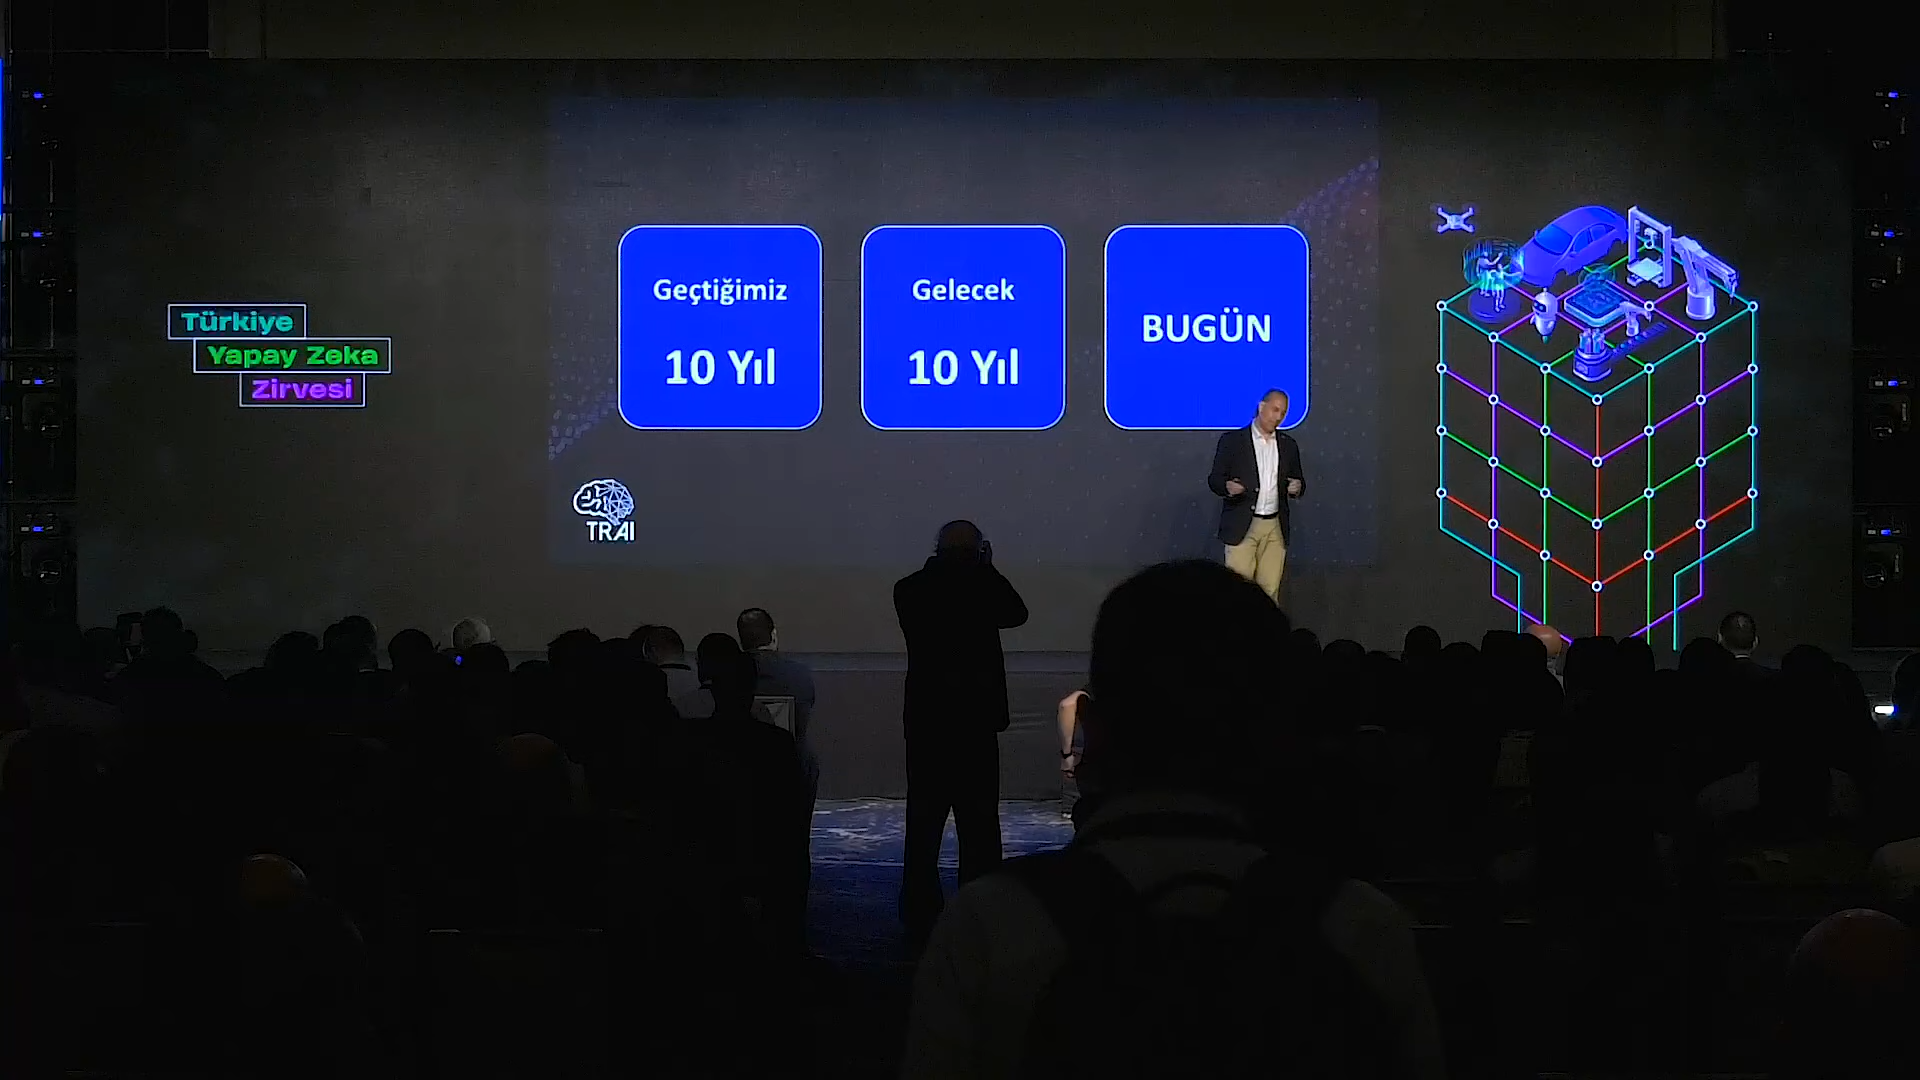 Türkiye
Yapay Zeka
Zirvesi
Geçtiğimiz
10 Yıl
Gelecek
10 Yıl
BUGÜN
TRAI